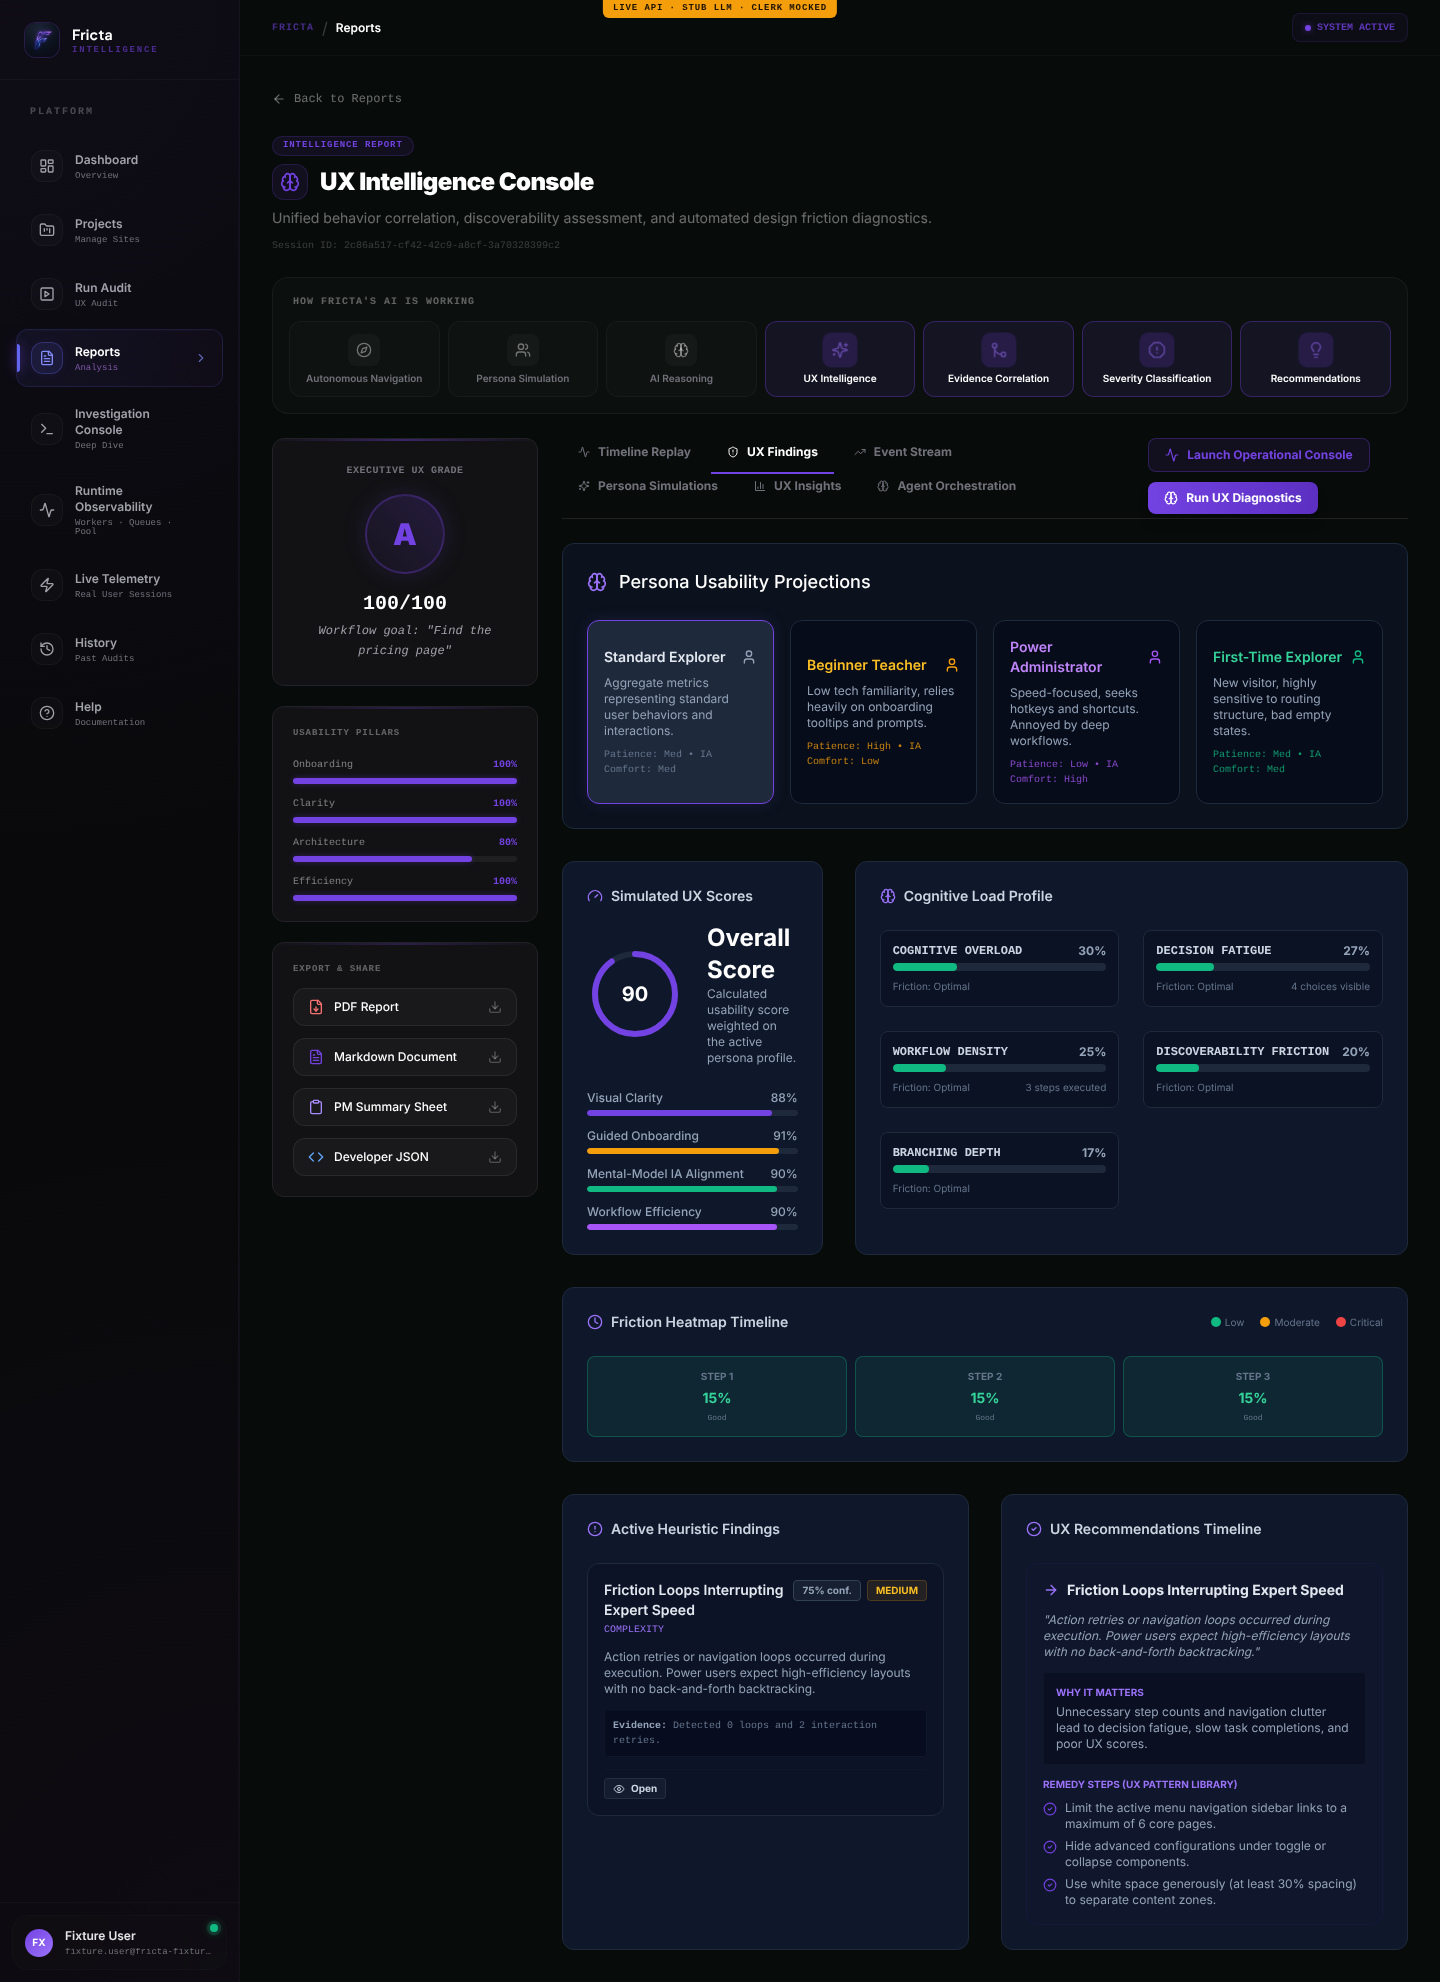 LIVE API · STUB LLM · CLERK MOCKED
Fricta
INTELLIGENCE
FRICTA / Reports
SYSTEM ACTIVE
PLATFORM
Dashboard
Overview
Projects
Manage Sites
Run Audit
UX Audit
Reports
Analysis
Investigation
Console
Deep Dive
Runtime
Observability
Workers · Queues ·
Pool
Live Telemetry
Real User Sessions
History
Past Audits
Help
Documentation
FX
Fixture User
fixture.user@fricta-fixtur…
Back to Reports
INTELLIGENCE REPORT
UX Intelligence Console
Unified behavior correlation, discoverability assessment, and automated design friction diagnostics.
Session ID: 2c86a517-cf42-42c9-a8cf-3a70328399c2
HOW FRICTA'S AI IS WORKING
Autonomous Navigation
Persona Simulation
AI Reasoning
UX Intelligence
Evidence Correlation
Severity Classification
Recommendations
EXECUTIVE UX GRADE
A
100/100
Workflow goal: "Find the
pricing page"
USABILITY PILLARS
Onboarding 100%
Clarity 100%
Architecture 80%
Efficiency 100%
EXPORT & SHARE
PDF Report
Markdown Document
PM Summary Sheet
Developer JSON
Timeline Replay
UX Findings
Event Stream
Persona Simulations
UX Insights
Agent Orchestration
Launch Operational Console
Run UX Diagnostics
Persona Usability Projections
Standard Explorer
Aggregate metrics
representing standard
user behaviors and
interactions.
Patience: Med • IA
Comfort: Med
Beginner Teacher
Low tech familiarity, relies
heavily on onboarding
tooltips and prompts.
Patience: High • IA
Comfort: Low
Power
Administrator
Speed-focused, seeks
hotkeys and shortcuts.
Annoyed by deep
workflows.
Patience: Low • IA
Comfort: High
First-Time Explorer
New visitor, highly
sensitive to routing
structure, bad empty
states.
Patience: Med • IA
Comfort: Med
Simulated UX Scores
90
Overall
Score
Calculated
usability score
weighted on
the active
persona profile.
Visual Clarity 88%
Guided Onboarding 91%
Mental-Model IA Alignment 90%
Workflow Efficiency 90%
Cognitive Load Profile
COGNITIVE OVERLOAD 30%
Friction: Optimal
DECISION FATIGUE 27%
Friction: Optimal 4 choices visible
WORKFLOW DENSITY 25%
Friction: Optimal 3 steps executed
DISCOVERABILITY FRICTION 20%
Friction: Optimal
BRANCHING DEPTH 17%
Friction: Optimal
Friction Heatmap Timeline
Low Moderate Critical
STEP 1
15%
Good
STEP 2
15%
Good
STEP 3
15%
Good
Active Heuristic Findings
Friction Loops Interrupting
Expert Speed
75% conf. MEDIUM
COMPLEXITY
Action retries or navigation loops occurred during
execution. Power users expect high-efficiency layouts
with no back-and-forth backtracking.
Evidence: Detected 0 loops and 2 interaction
retries.
Open
UX Recommendations Timeline
Friction Loops Interrupting Expert Speed
"Action retries or navigation loops occurred during
execution. Power users expect high-efficiency layouts
with no back-and-forth backtracking."
WHY IT MATTERS
Unnecessary step counts and navigation clutter
lead to decision fatigue, slow task completions, and
poor UX scores.
REMEDY STEPS (UX PATTERN LIBRARY)
Limit the active menu navigation sidebar links to a
maximum of 6 core pages.
Hide advanced configurations under toggle or
collapse components.
Use white space generously (at least 30% spacing)
to separate content zones.